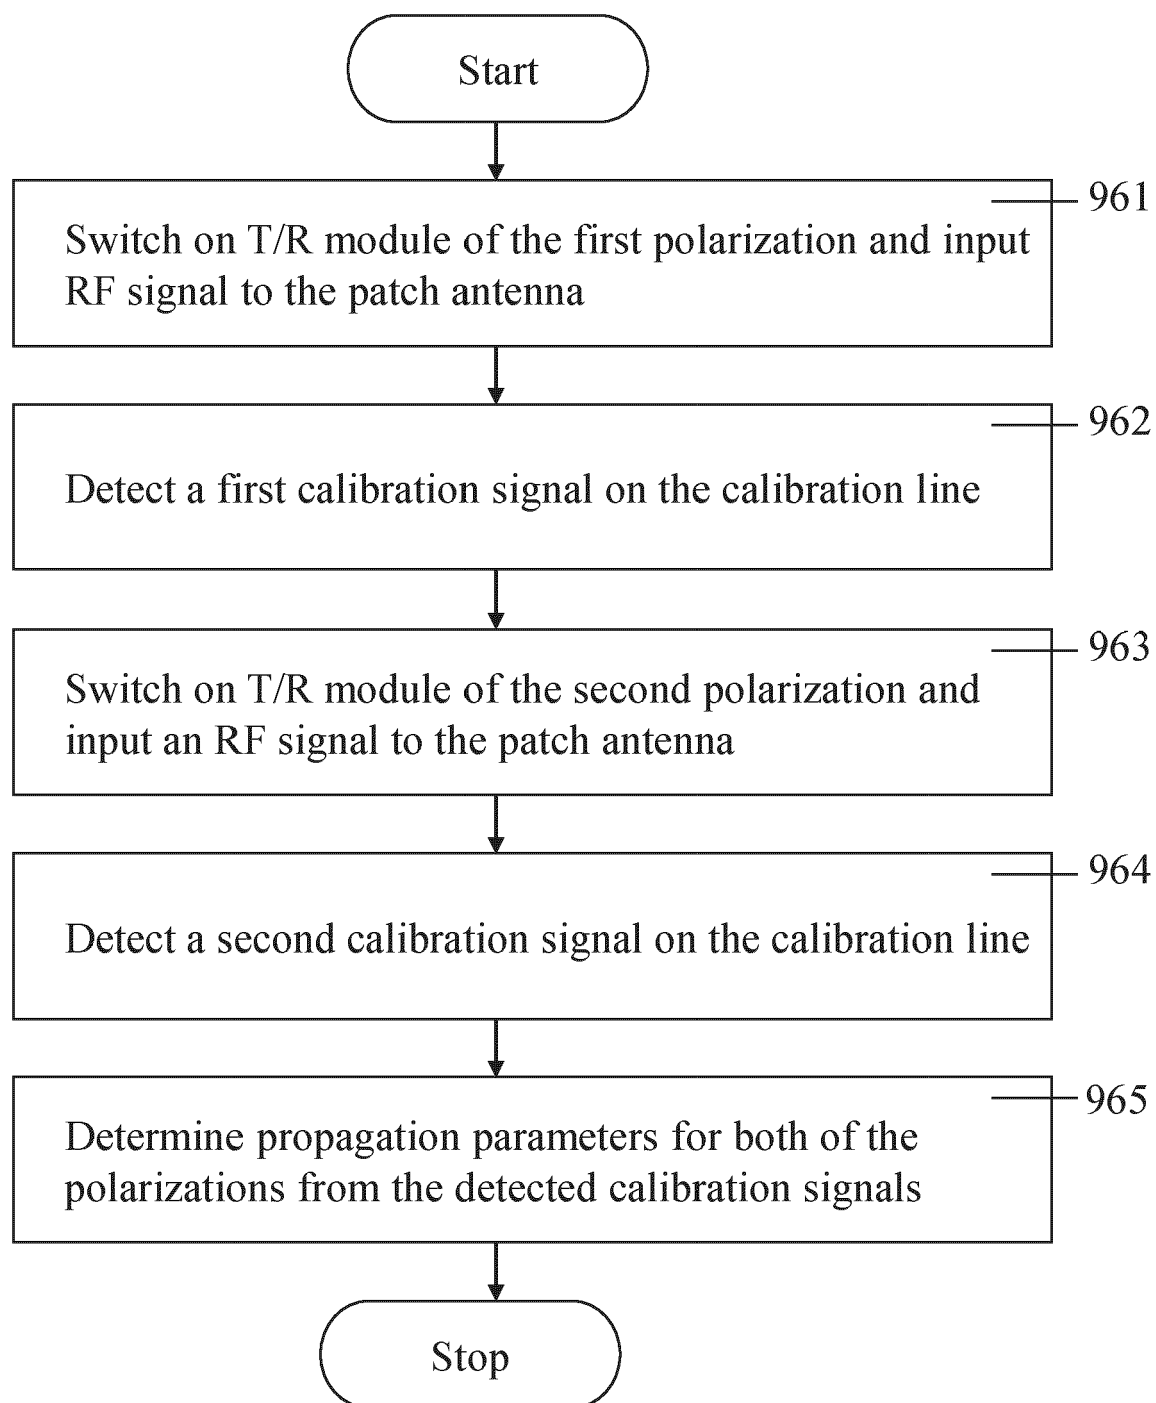 Start
961
Switch on T/R module of the first polarization and input
RF signal to the patch antenna
962
Detect a first calibration signal on the calibration line
963
Switch on T/R module of the second polarization and
input an RF signal to the patch antenna
964
Detect a second calibration signal on the calibration line
965
Determine propagation parameters for both of the
polarizations from the detected calibration signals
Stop